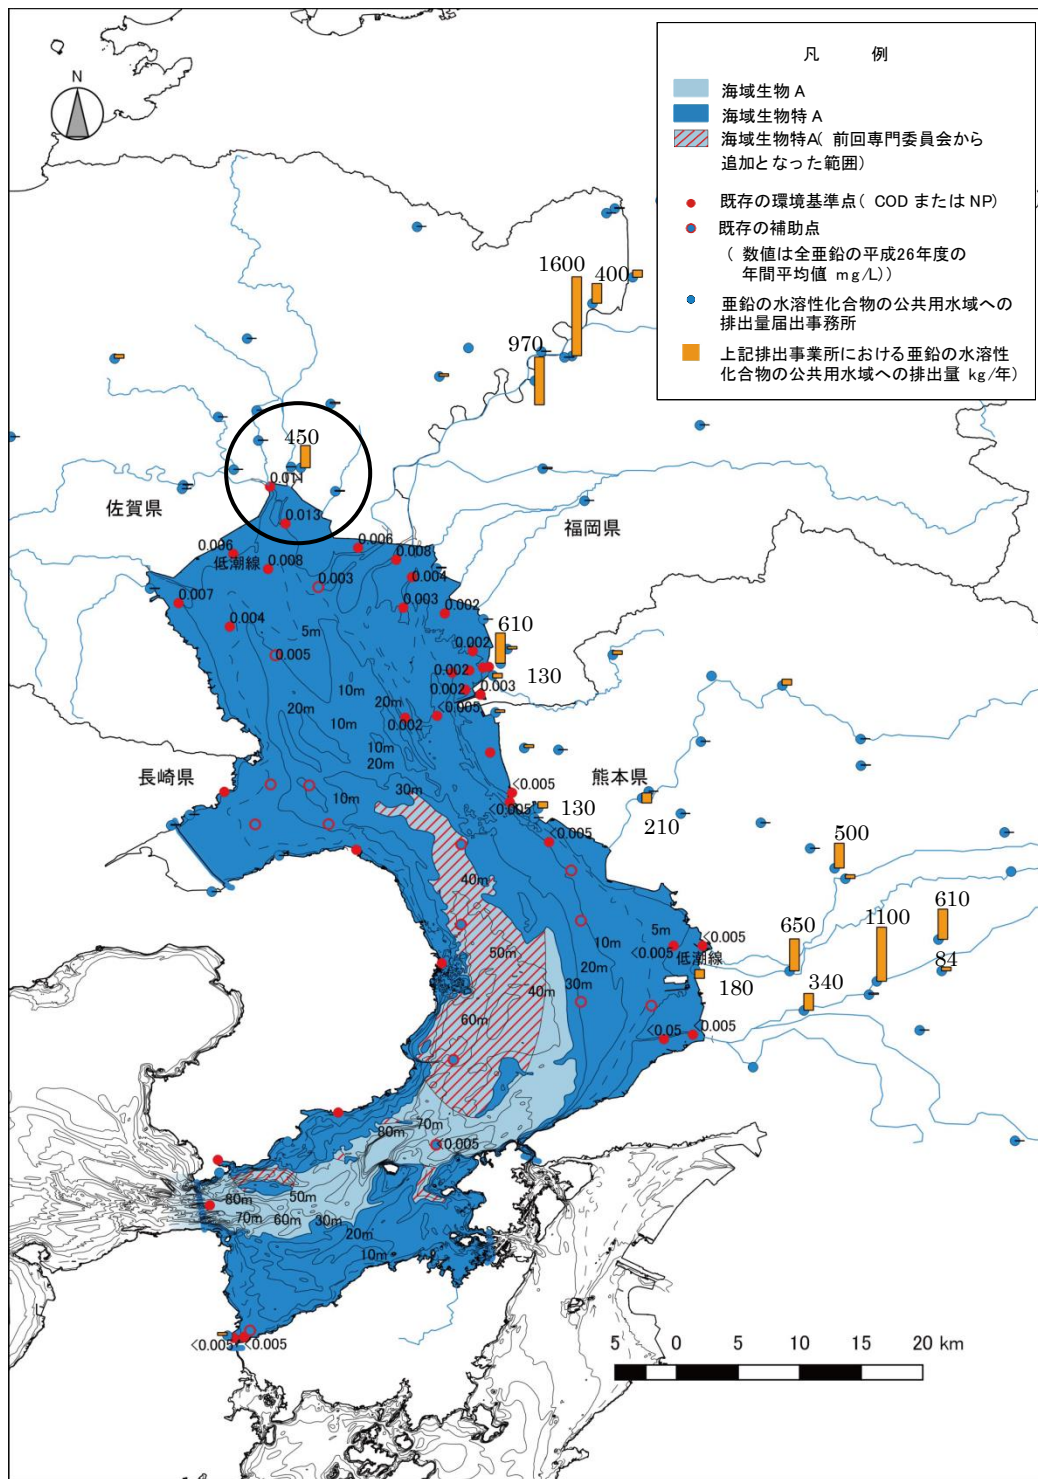 N
凡 例
海域生物 A
海域生物特 A
海域生物特A( 前回専門委員会から
追加となった範囲)
既存の環境基準点( COD または NP)
既存の補助点
( 数値は全亜鉛の平成26年度の
年間平均値 mg/L))
亜鉛の水溶性化合物の公共用水域への
排出量届出事務所
上記排出事業所における亜鉛の水溶性
化合物の公共用水域への排出量 kg/年)
1600
400
970
450
佐賀県
0.013
福岡県
0.006
低潮線
0.008
0.006
0.008
0.003
0.004
0.007
0.003
0.002
0.004
5m
610
0.005
0.002
0.002
130
10m
0.002
0.003
20m
20m
<0.005
10m
0.002
10m
20m
長崎県
熊本県
30m
10m
<0.005
<0.005
130
210
<0.005
500
40m
610
1100
650
5m
<0.005
10m
50m
<0.005
低潮線
84
20m
30m
40m
180
340
60m
<0.05
<0.005
70m
80m
<0.005
80m
50m
70m
60m
30m
20m
10m
<0.005
<0.005
5 0 5 10 15 20 km